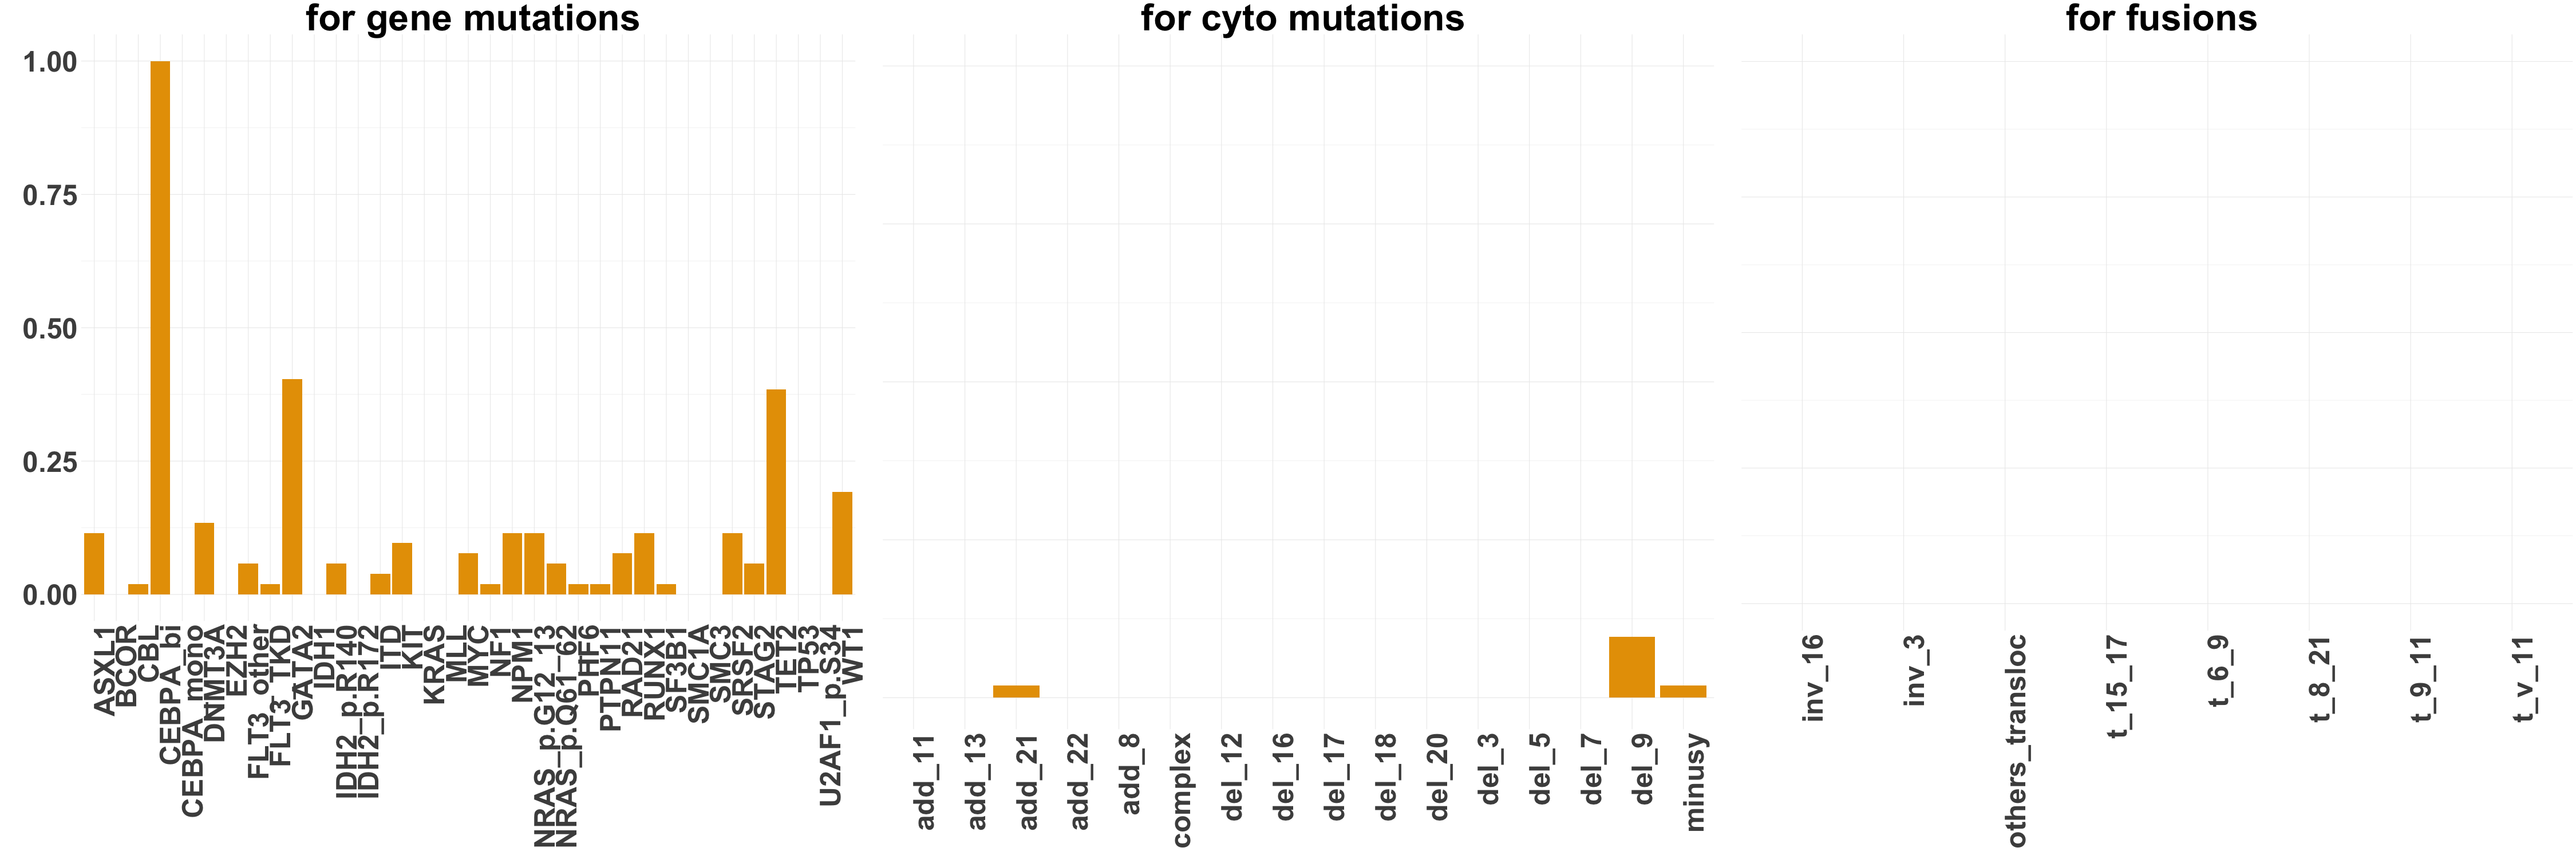 for gene mutations
for cyto mutations
for fusions
1.00
0.75
0.50
0.25
0.00
ASXL1
BCOR
CBL
CEBPA_bi
CEBPA_mono
DNMT3A
EZH2
FLT3_other
FLT3_TKD
GATA2
IDH1
IDH2_p.R140
IDH2_p.R172
ITD
KIT
KRAS
MLL
MYC
NF1
NPM1
NRAS_p.G12_13
NRAS_p.Q61_62
PHF6
PTPN11
RAD21
RUNX1
SF3B1
SMC1A
SMC3
SRSF2
STAG2
TET2
TP53
U2AF1_p.S34
WT1
add_11
add_13
add_21
add_22
add_8
complex
del_12
del_16
del_17
del_18
del_20
del_3
del_5
del_7
del_9
minusy
inv_16
inv_3
others_transloc
t_15_17
t_6_9
t_8_21
t_9_11
t_v_11